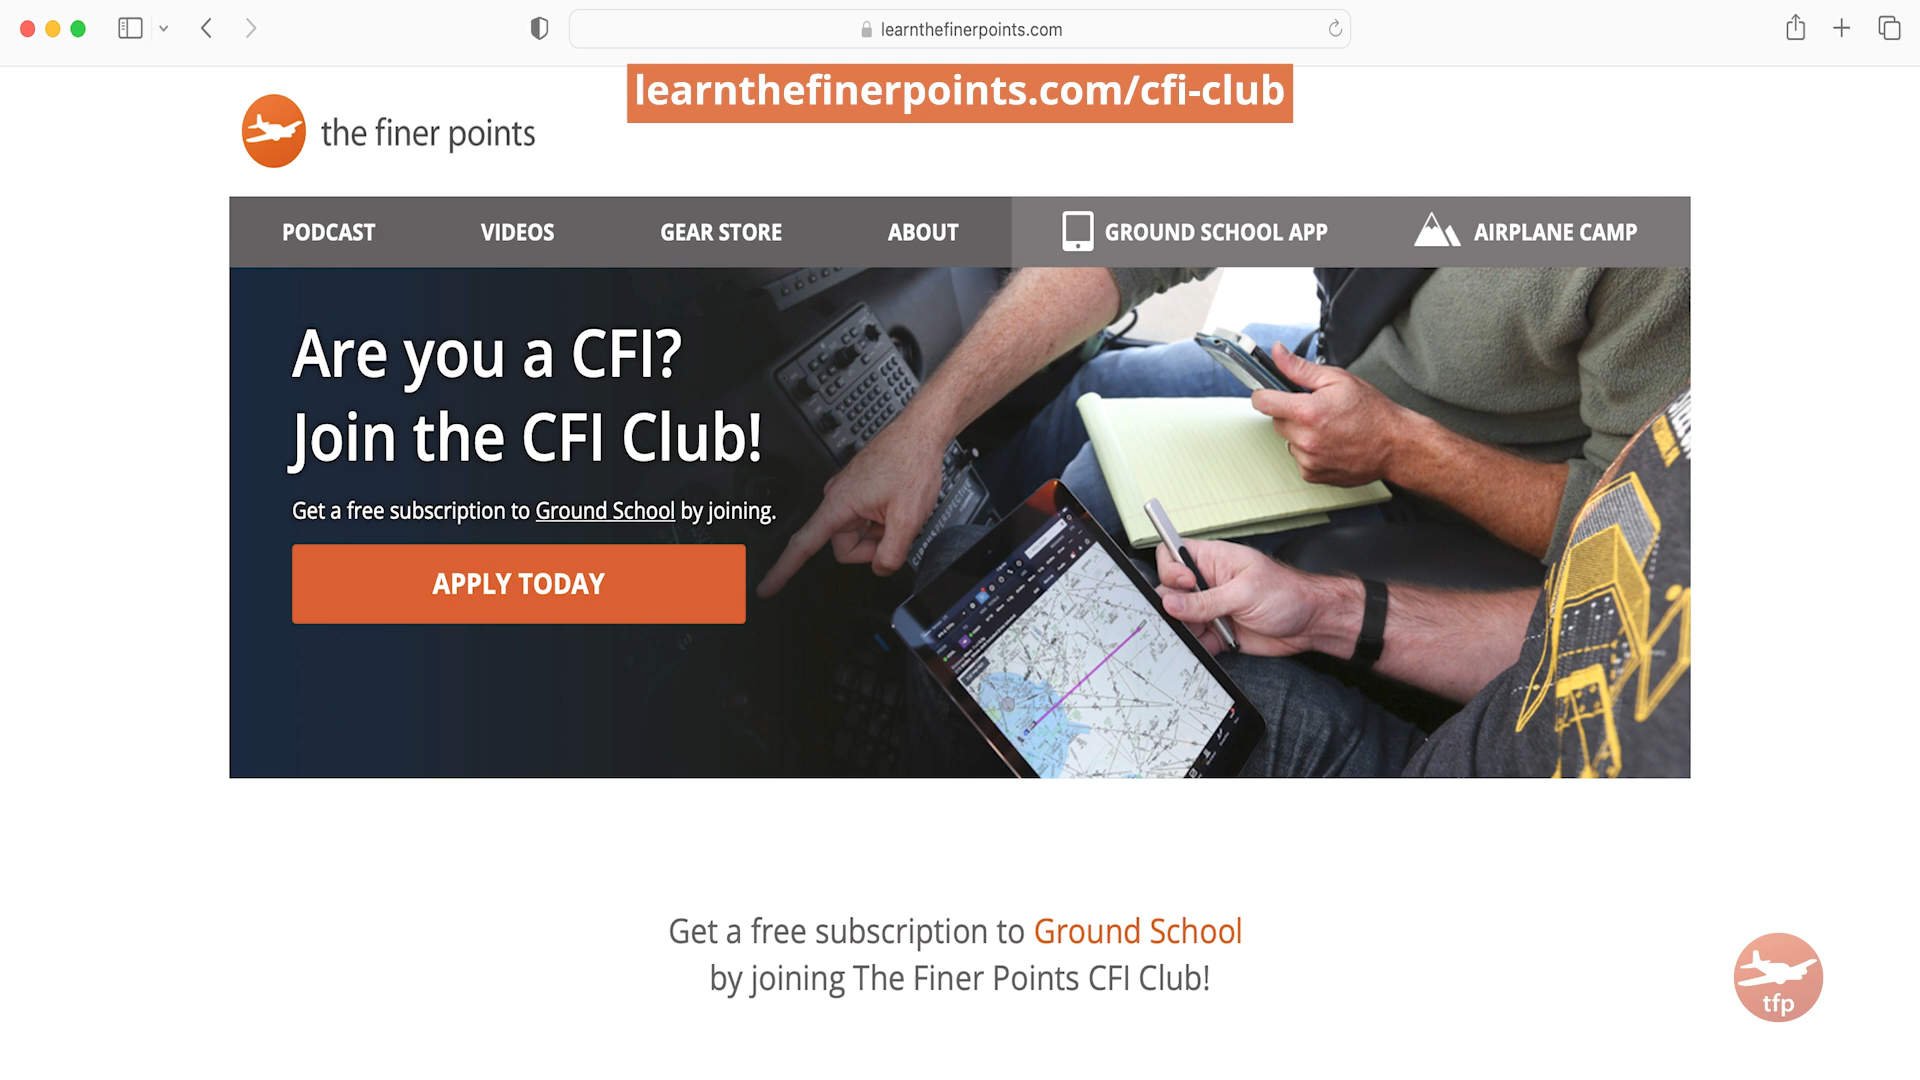 learnthefinerpoints.com
learnthefinerpoints.com/cfi-club
the finer points
PODCAST
VIDEOS
GEAR STORE
ABOUT
GROUND SCHOOL APP
AIRPLANE CAMP
Are you a CFI?
Join the CFI Club!
Get a free subscription to Ground School by joining.
APPLY TODAY
Get a free subscription to Ground School
by joining The Finer Points CFI Club!
tfp